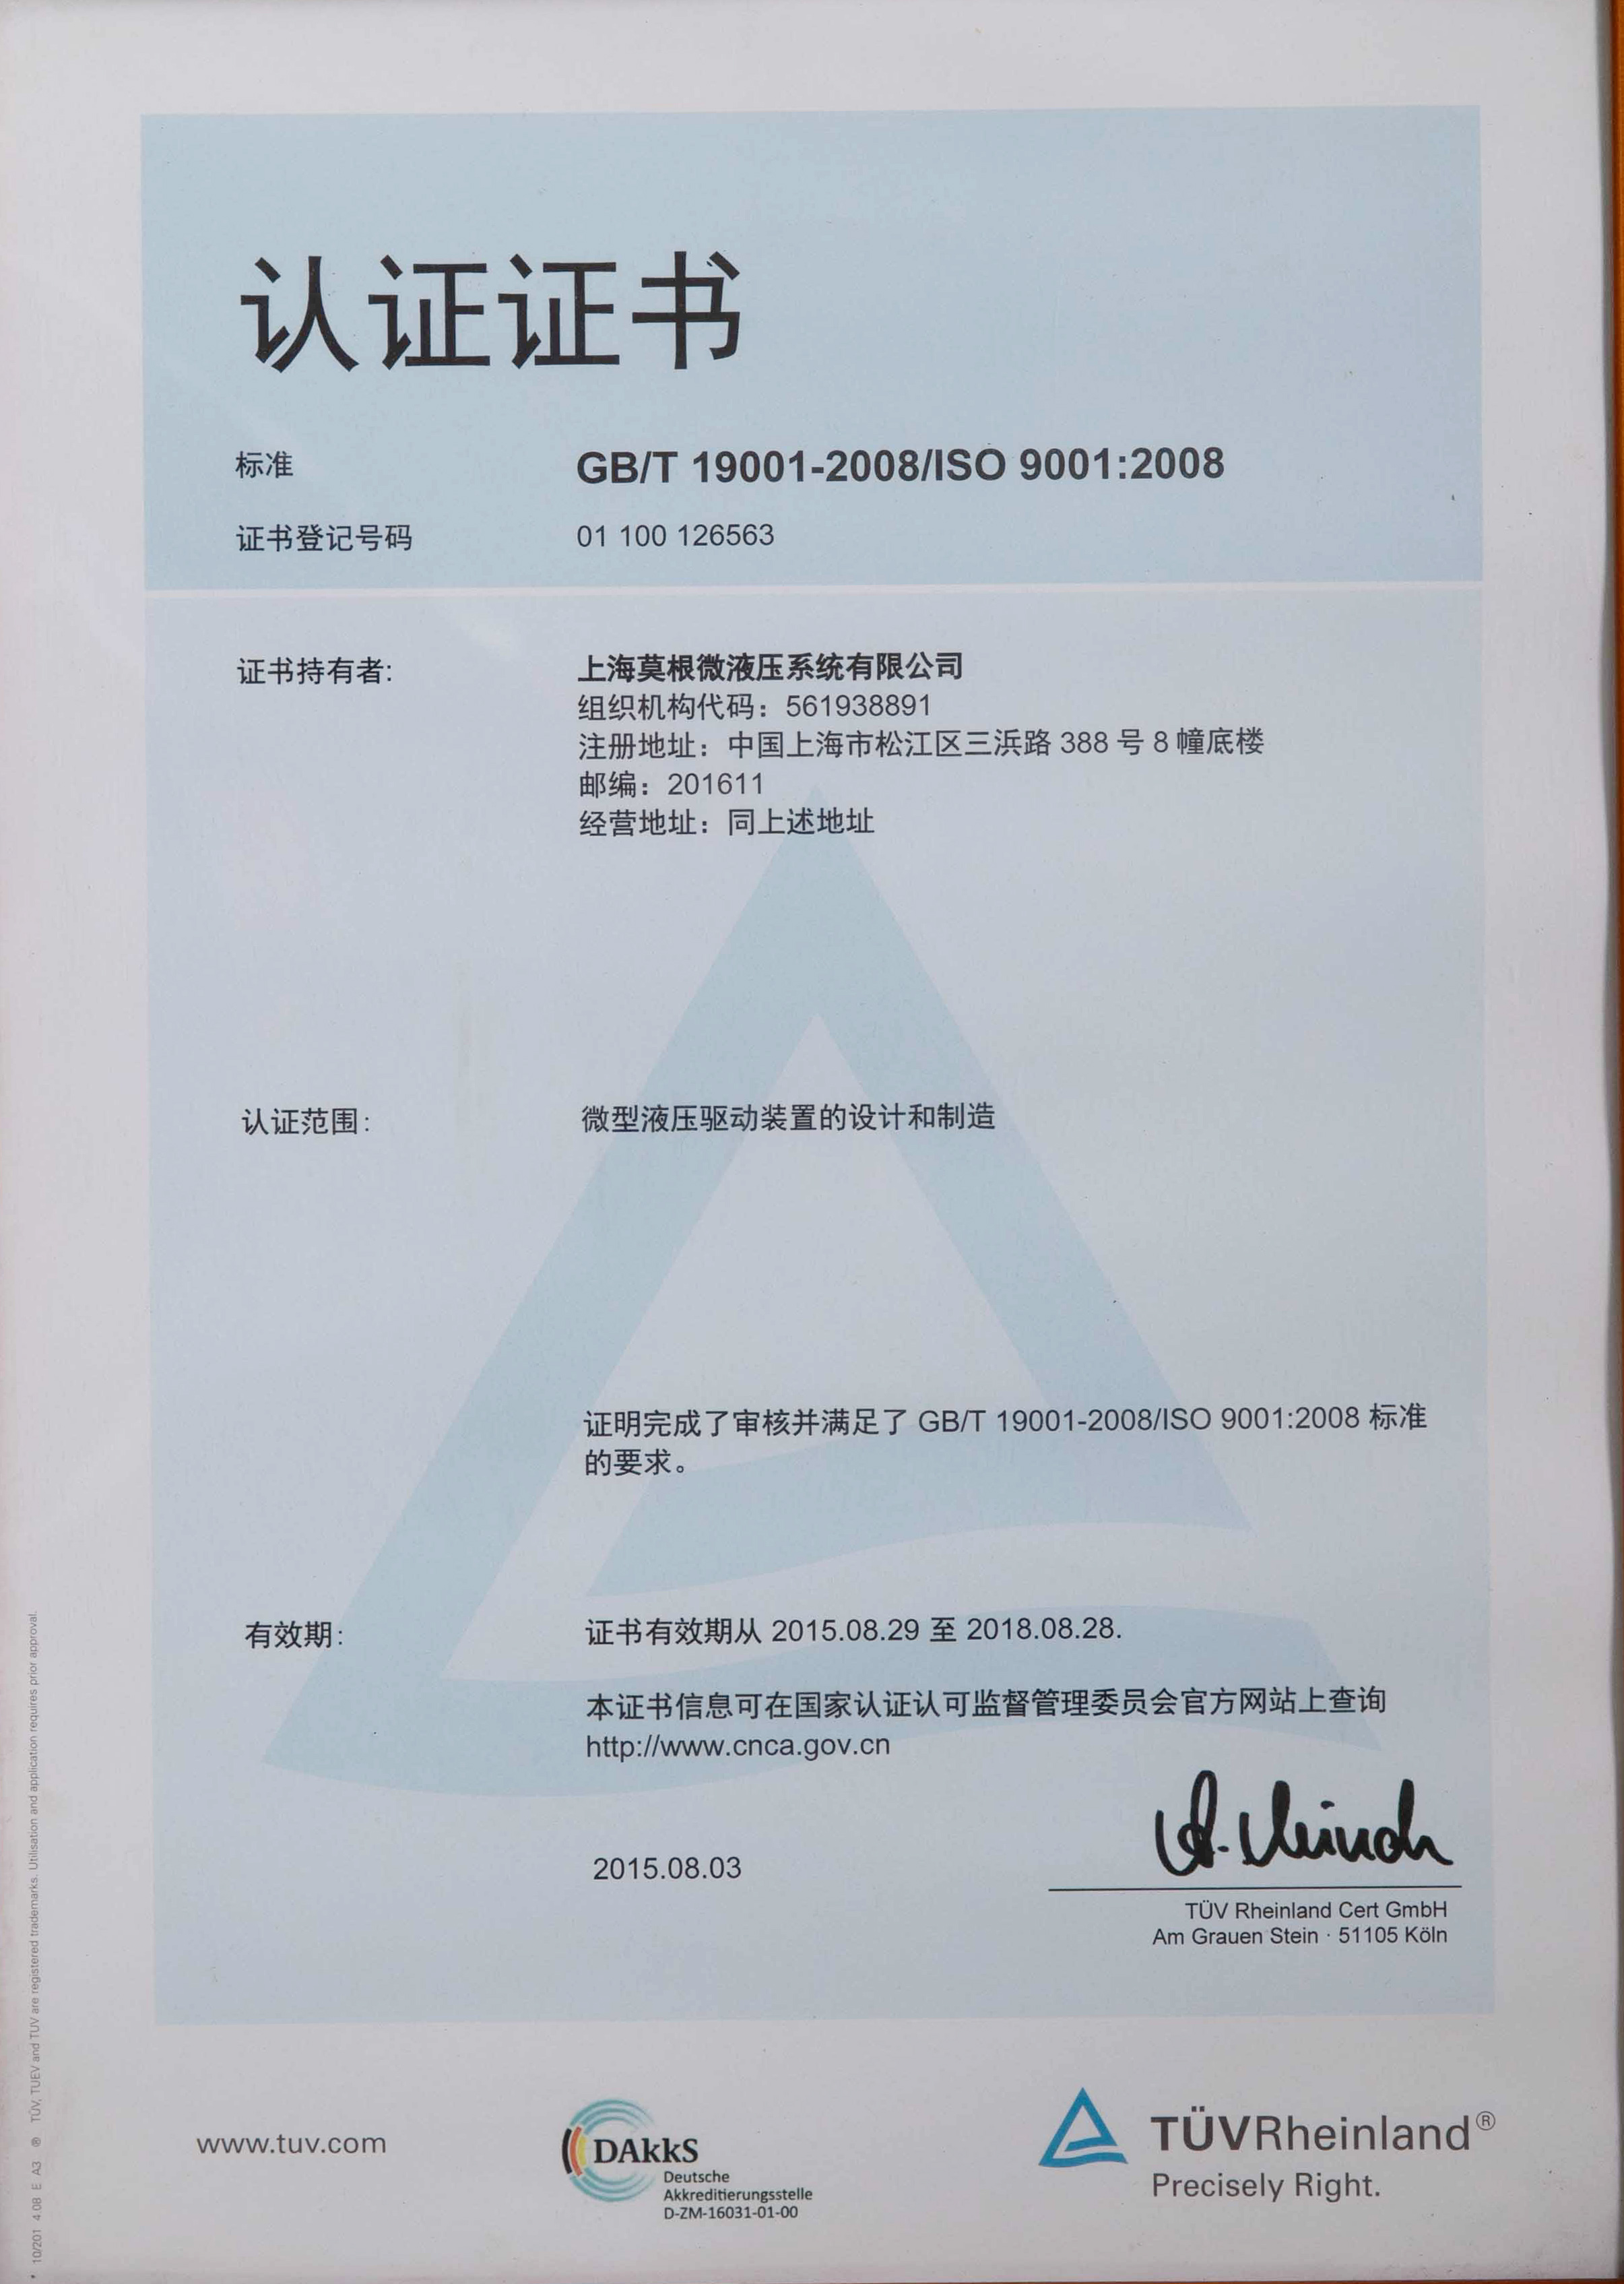 认证证书
标准 GB/T 19001-2008/ISO 9001:2008
证书登记号码 01 100 126563
证书持有者: 上海莫根微液压系统有限公司
组织机构代码：561938891
注册地址：中国上海市松江区三浜路 388 号 8 幢底楼
邮编：201611
经营地址：同上述地址
认证范围: 微型液压驱动装置的设计和制造
证明完成了审核并满足了 GB/T 19001-2008/ISO 9001:2008 标准
的要求。
有效期: 证书有效期从 2015.08.29 至 2018.08.28.
本证书信息可在国家认证认可监督管理委员会官方网站上查询
http://www.cnca.gov.cn
2015.08.03
TÜV Rheinland Cert GmbH
Am Grauen Stein · 51105 Köln
www.tuv.com
DAkkS
Deutsche
Akkreditierungsstelle
D-ZM-16031-01-00
TÜVRheinland®
Precisely Right.
10/201 4.08 E A3 ® TÜV, TUEV and TUV are registered trademarks. Utilisation and application requires prior approval.